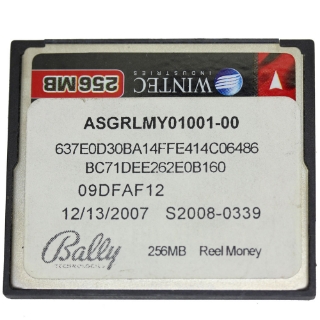 256MB WINTEC
INDUSTRIES
ASGRLMY01001-00
637E0D30BA14FFE414C06486
BC71DEE262E0B160
09DFAF12
12/13/2007 S2008-0339
Bally 256MB Reel Money
TECHNOLOGIES